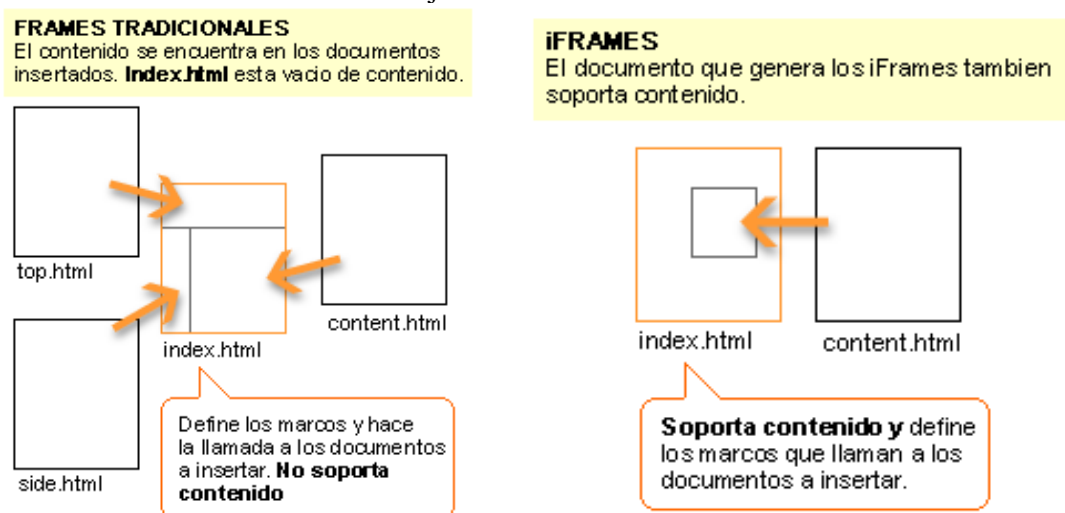 FRAMES TRADICIONALES
El contenido se encuentra en los documentos
insertados. Index.html esta vacio de contenido.
top.html
side.html
content.html
index.html
Define los marcos y hace
la llamada a los documentos
a insertar. No soporta
contenido
iFRAMES
El documento que genera los iFrames tambien
soporta contenido.
index.html
content.html
Soporta contenido y define
los marcos que llaman a los
documentos a insertar.